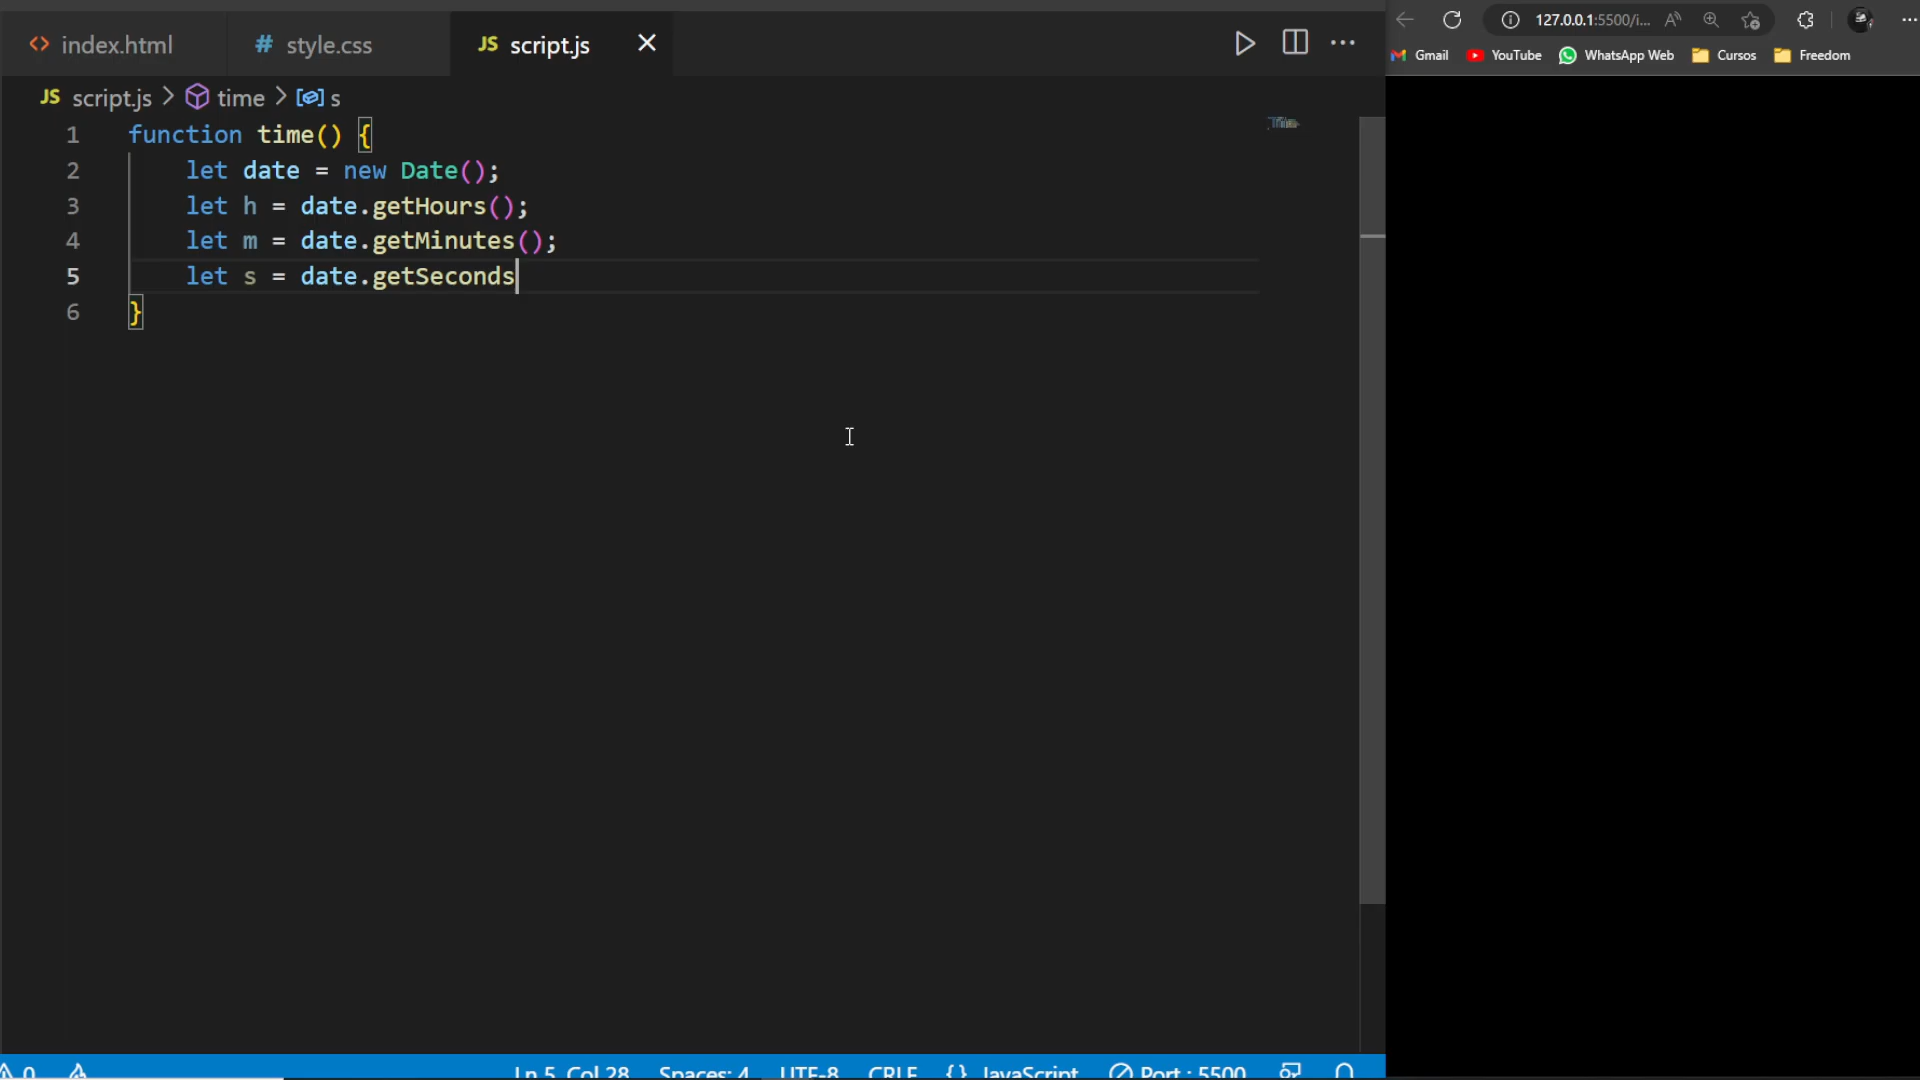 index.html
style.css
JS script.js
127.0.0.1:5500/i...
Gmail YouTube WhatsApp Web Cursos Freedom
JS script.js > time > s
1 function time() {
2 let date = new Date();
3 let h = date.getHours();
4 let m = date.getMinutes();
5 let s = date.getSeconds
6 }
0 Ln 5, Col 28 Spaces: 4 UTF-8 CRLF {} JavaScript Port : 5500